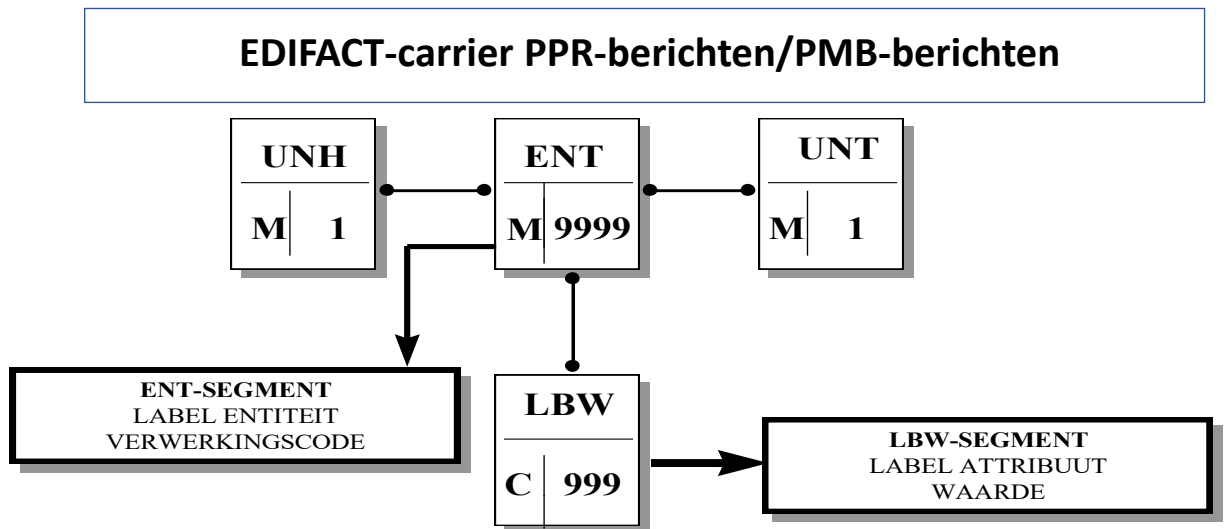 EDIFACT-carrier PPR-berichten/PMB-berichten
UNH
M 1
ENT
M 9999
UNT
M 1
ENT-SEGMENT
LABEL ENTITEIT
VERWERKINGSCODE
LBW
C 999
LBW-SEGMENT
LABEL ATTRIBUUT
WAARDE